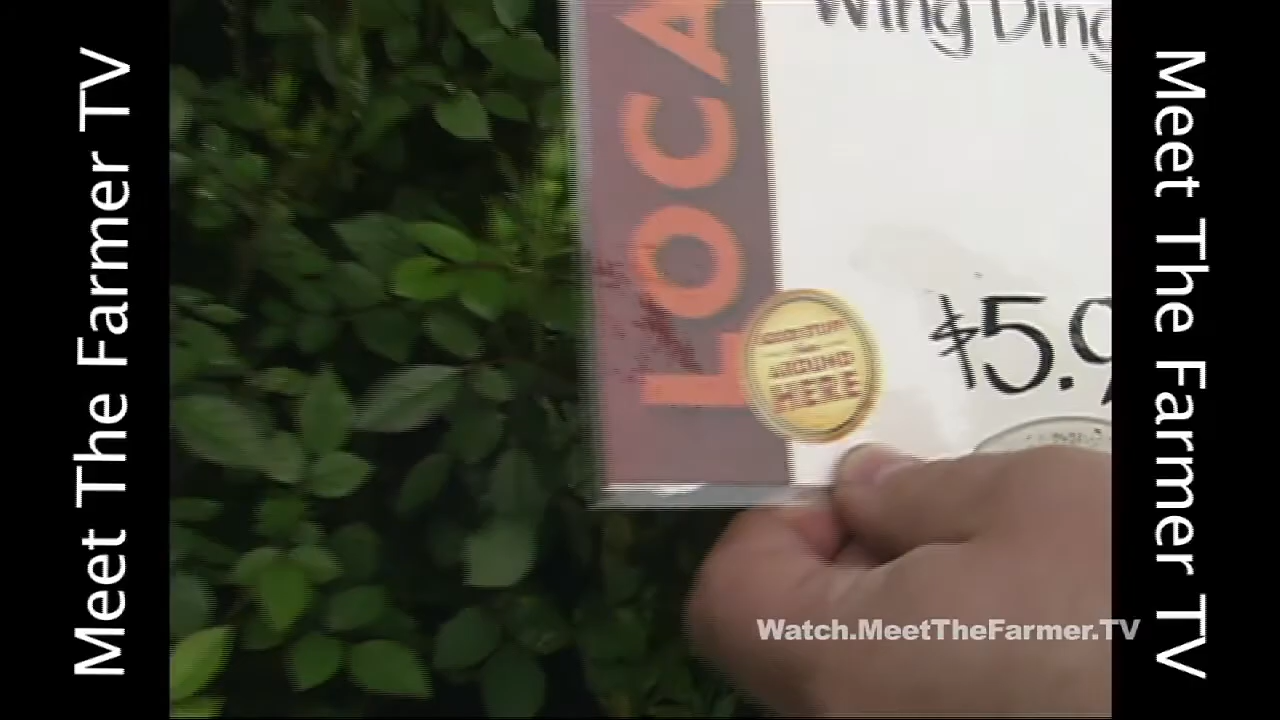 Meet The Farmer TV
LOCA
Wing Ding
$5.9
AROUND
HERE
Watch.MeetTheFarmer.TV
Meet The Farmer TV